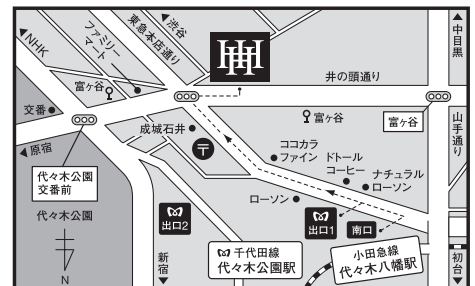 NHK
ファミリー
マート
東急本店通り
渋谷
HH
井の頭通り
中目黒
山手通り
富ヶ谷
交番
原宿
成城石井
〒
富ヶ谷
富ヶ谷
代々木公園
交番前
ココカラ
ファイン
ドトール
コーヒー
ナチュラル
ローソン
ローソン
代々木公園
N
出口2
新宿
千代田線
代々木公園駅
出口1
南口
小田急線
代々木八幡駅
初台